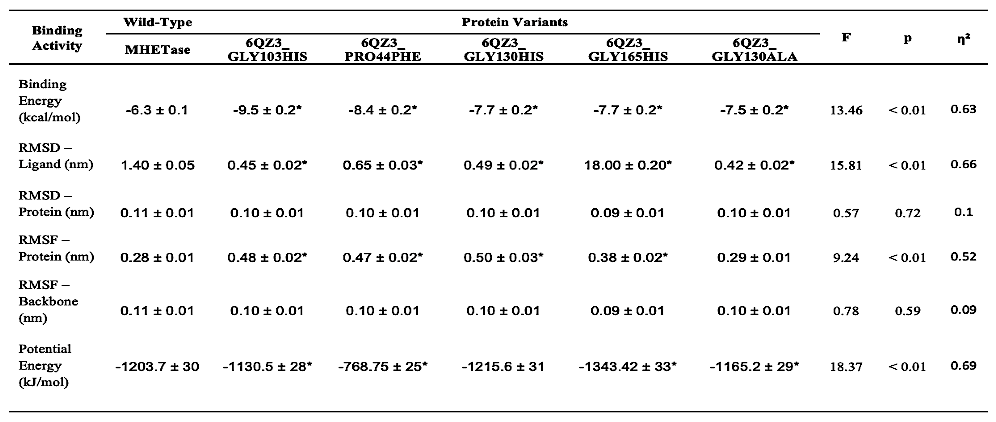 Binding Activity Wild-Type Protein Variants F p η²
MHETase 6QZ3_ GLY103HIS 6QZ3_ PRO44PHE 6QZ3_ GLY130HIS 6QZ3_ GLY165HIS 6QZ3_ GLY130ALA
Binding
Energy
(kcal/mol) -6.3 ± 0.1 -9.5 ± 0.2* -8.4 ± 0.2* -7.7 ± 0.2* -7.7 ± 0.2* -7.5 ± 0.2* 13.46 < 0.01 0.63
RMSD –
Ligand (nm) 1.40 ± 0.05 0.45 ± 0.02* 0.65 ± 0.03* 0.49 ± 0.02* 18.00 ± 0.20* 0.42 ± 0.02* 15.81 < 0.01 0.66
RMSD –
Protein (nm) 0.11 ± 0.01 0.10 ± 0.01 0.10 ± 0.01 0.10 ± 0.01 0.09 ± 0.01 0.10 ± 0.01 0.57 0.72 0.1
RMSF –
Protein (nm) 0.28 ± 0.01 0.48 ± 0.02* 0.47 ± 0.02* 0.50 ± 0.03* 0.38 ± 0.02* 0.29 ± 0.01 9.24 < 0.01 0.52
RMSF –
Backbone
(nm) 0.11 ± 0.01 0.10 ± 0.01 0.10 ± 0.01 0.10 ± 0.01 0.09 ± 0.01 0.10 ± 0.01 0.78 0.59 0.09
Potential
Energy
(kJ/mol) -1203.7 ± 30 -1130.5 ± 28* -768.75 ± 25* -1215.6 ± 31 -1343.42 ± 33* -1165.2 ± 29* 18.37 < 0.01 0.69